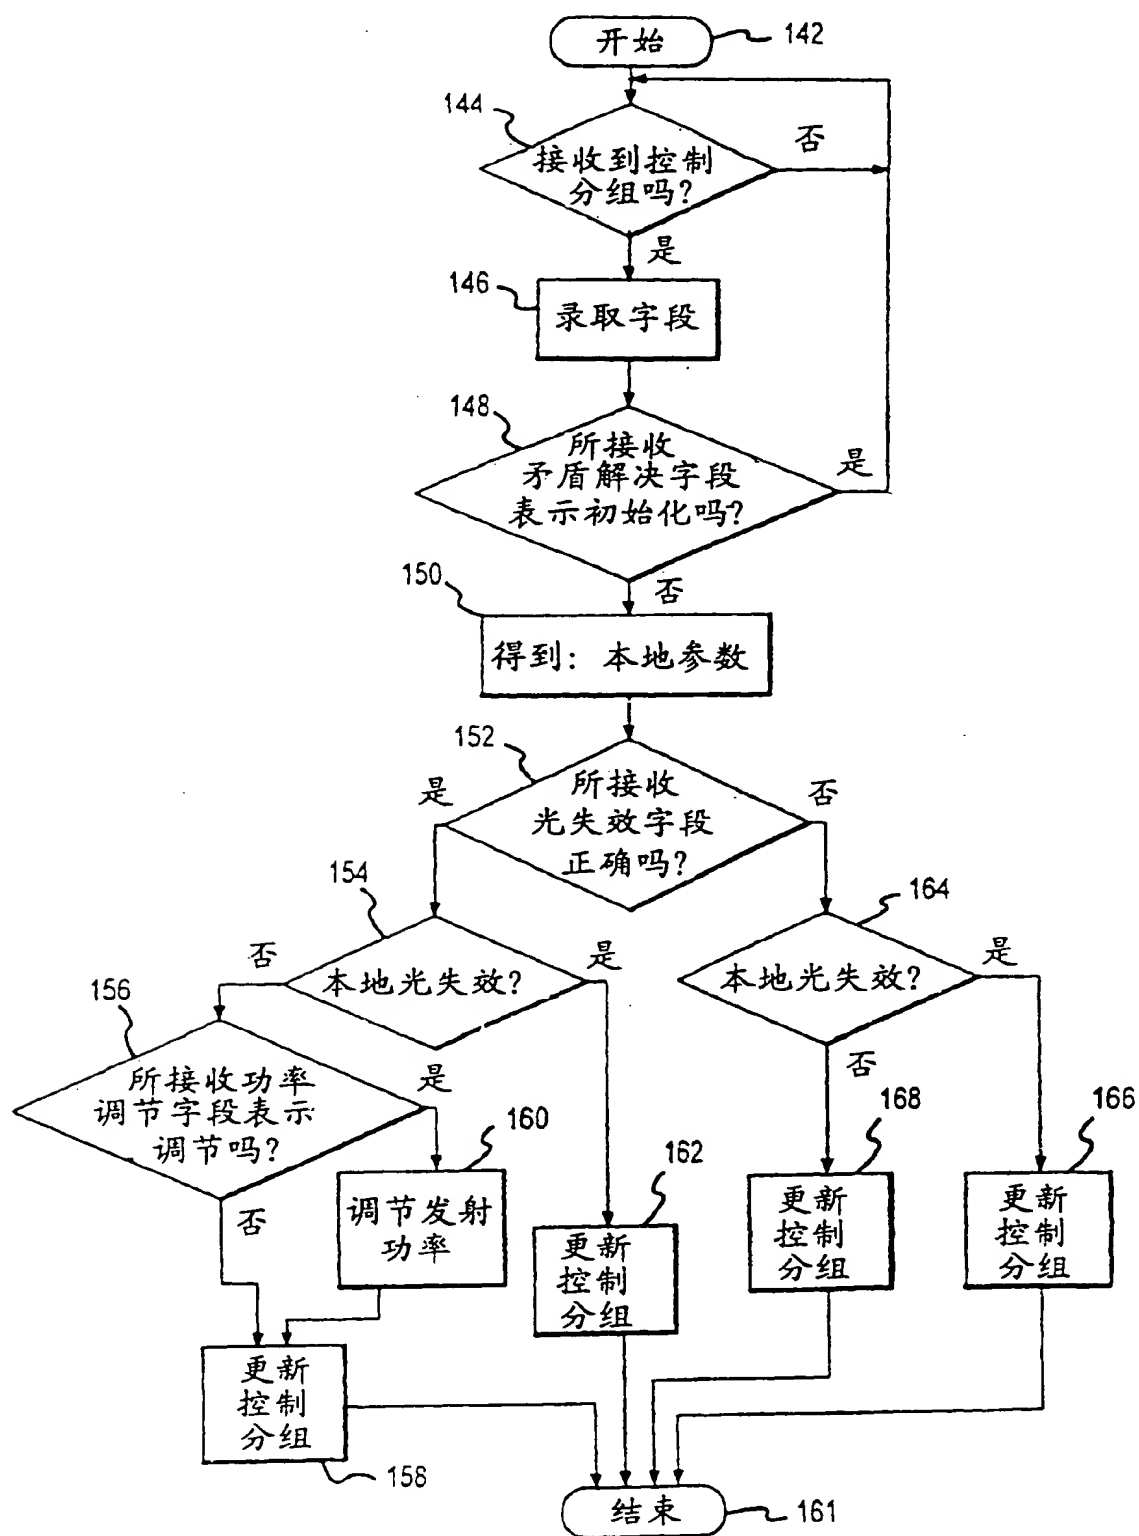 开始
142
144
接收到控制
分组吗?
否
是
146
录取字段
148
所接收
矛盾解决字段
表示初始化吗?
是
否
150
得到: 本地参数
152
所接收
光失效字段
正确吗?
是
否
154
本地光失效?
否
是
164
本地光失效?
是
否
156
所接收功率
调节字段表示
调节吗?
是
否
160
调节发射
功率
162
更新
控制
分组
168
更新
控制
分组
166
更新
控制
分组
更新
控制
分组
158
结束
161